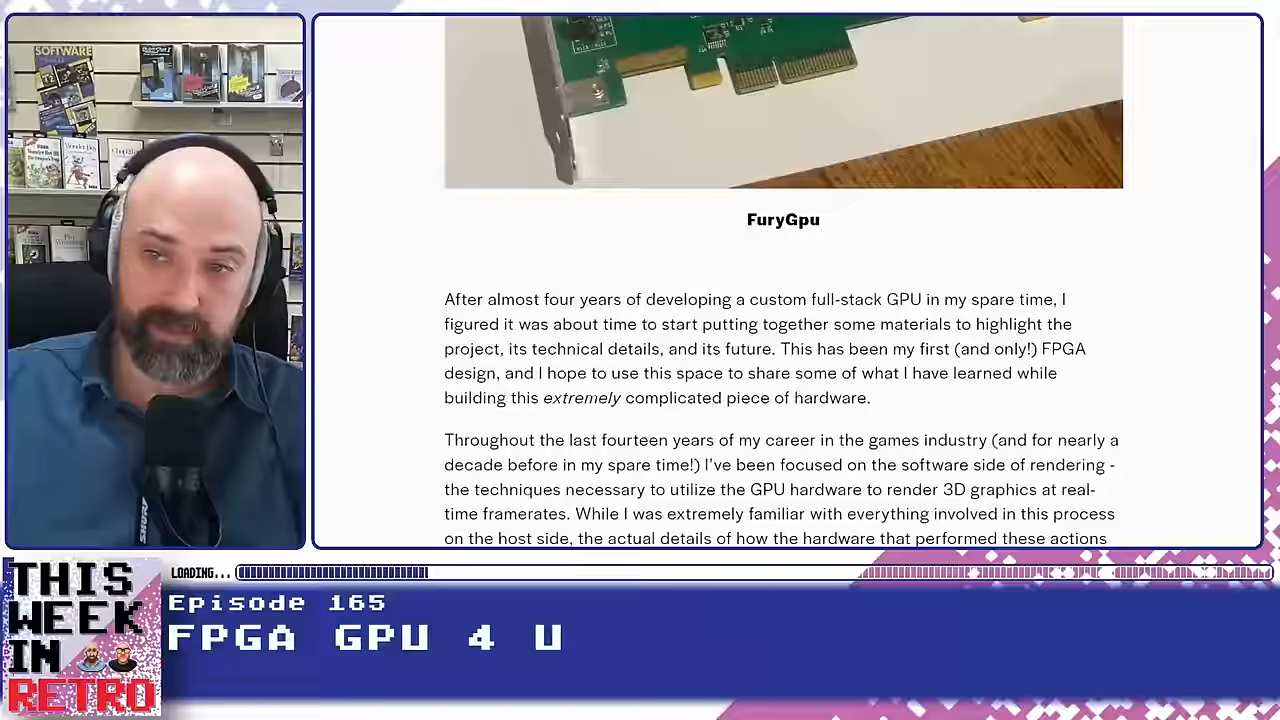 SOFTWARE
SHURE
FuryGpu
After almost four years of developing a custom full-stack GPU in my spare time, I
figured it was about time to start putting together some materials to highlight the
project, its technical details, and its future. This has been my first (and only!) FPGA
design, and I hope to use this space to share some of what I have learned while
building this extremely complicated piece of hardware.
Throughout the last fourteen years of my career in the games industry (and for nearly a
decade before in my spare time!) I've been focused on the software side of rendering -
the techniques necessary to utilize the GPU hardware to render 3D graphics at real-
time framerates. While I was extremely familiar with everything involved in this process
on the host side, the actual details of how the hardware that performed these actions
LOADING...
THIS
WEEK
IN
RETRO
Episode 165
FPGA GPU 4 U